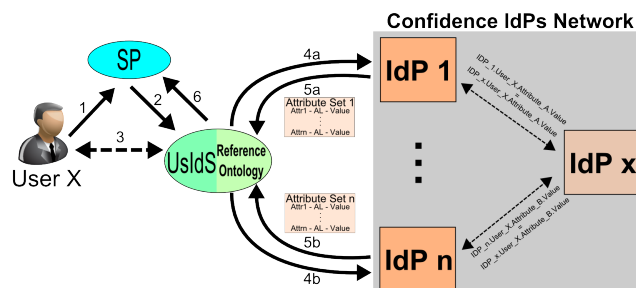 Confidence IdPs Network
SP
4a
IdP 1
5a
1
2
6
Attribute Set 1
Attr1 - AL - Value
Attrn - AL - Value
IDP_1.User_X.Attribute_A.Value
=
IDP_x.User_X.Attribute_A.Value
3
UsIdS
Reference
Ontology
User X
IdP x
Attribute Set n
Attr1 - AL - Value
Attrn - AL - Value
IDP_n.User_X.Attribute_B.Value
=
IDP_x.User_X.Attribute_B.Value
5b
IdP n
4b